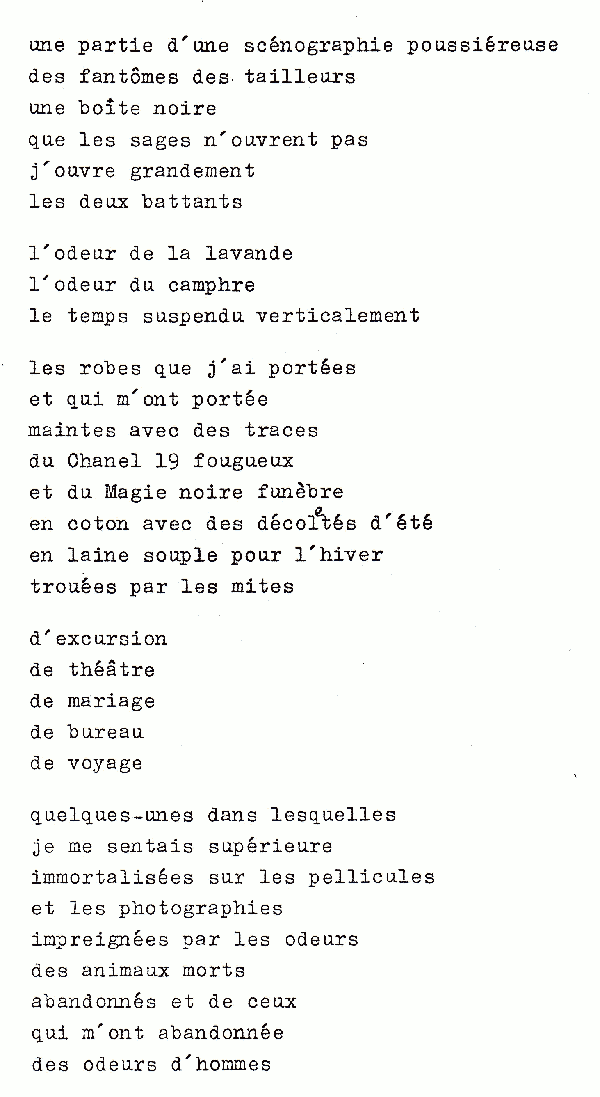 une partie d´une scénographie poussiéreuse
des fantômes des tailleurs
une boîte noire
que les sages n´ouvrent pas
j´ouvre grandement
les deux battants

l´odeur de la lavande
l´odeur du camphre
le temps suspendu verticalement

les robes que j´ai portées
et qui m´ont portée
maintes avec des traces
du Chanel 19 fougueux
et du Magie noire funèbre
en coton avec des décoletés d´été
en laine souple pour l´hiver
trouées par les mites

d´excursion
de théâtre
de mariage
de bureau
de voyage

quelques-unes dans lesquelles
je me sentais supérieure
immortalisées sur les pellicules
et les photographies
impreignées par les odeurs
des animaux morts
abandonnés et de ceux
qui m´ont abandonnée
des odeurs d´hommes